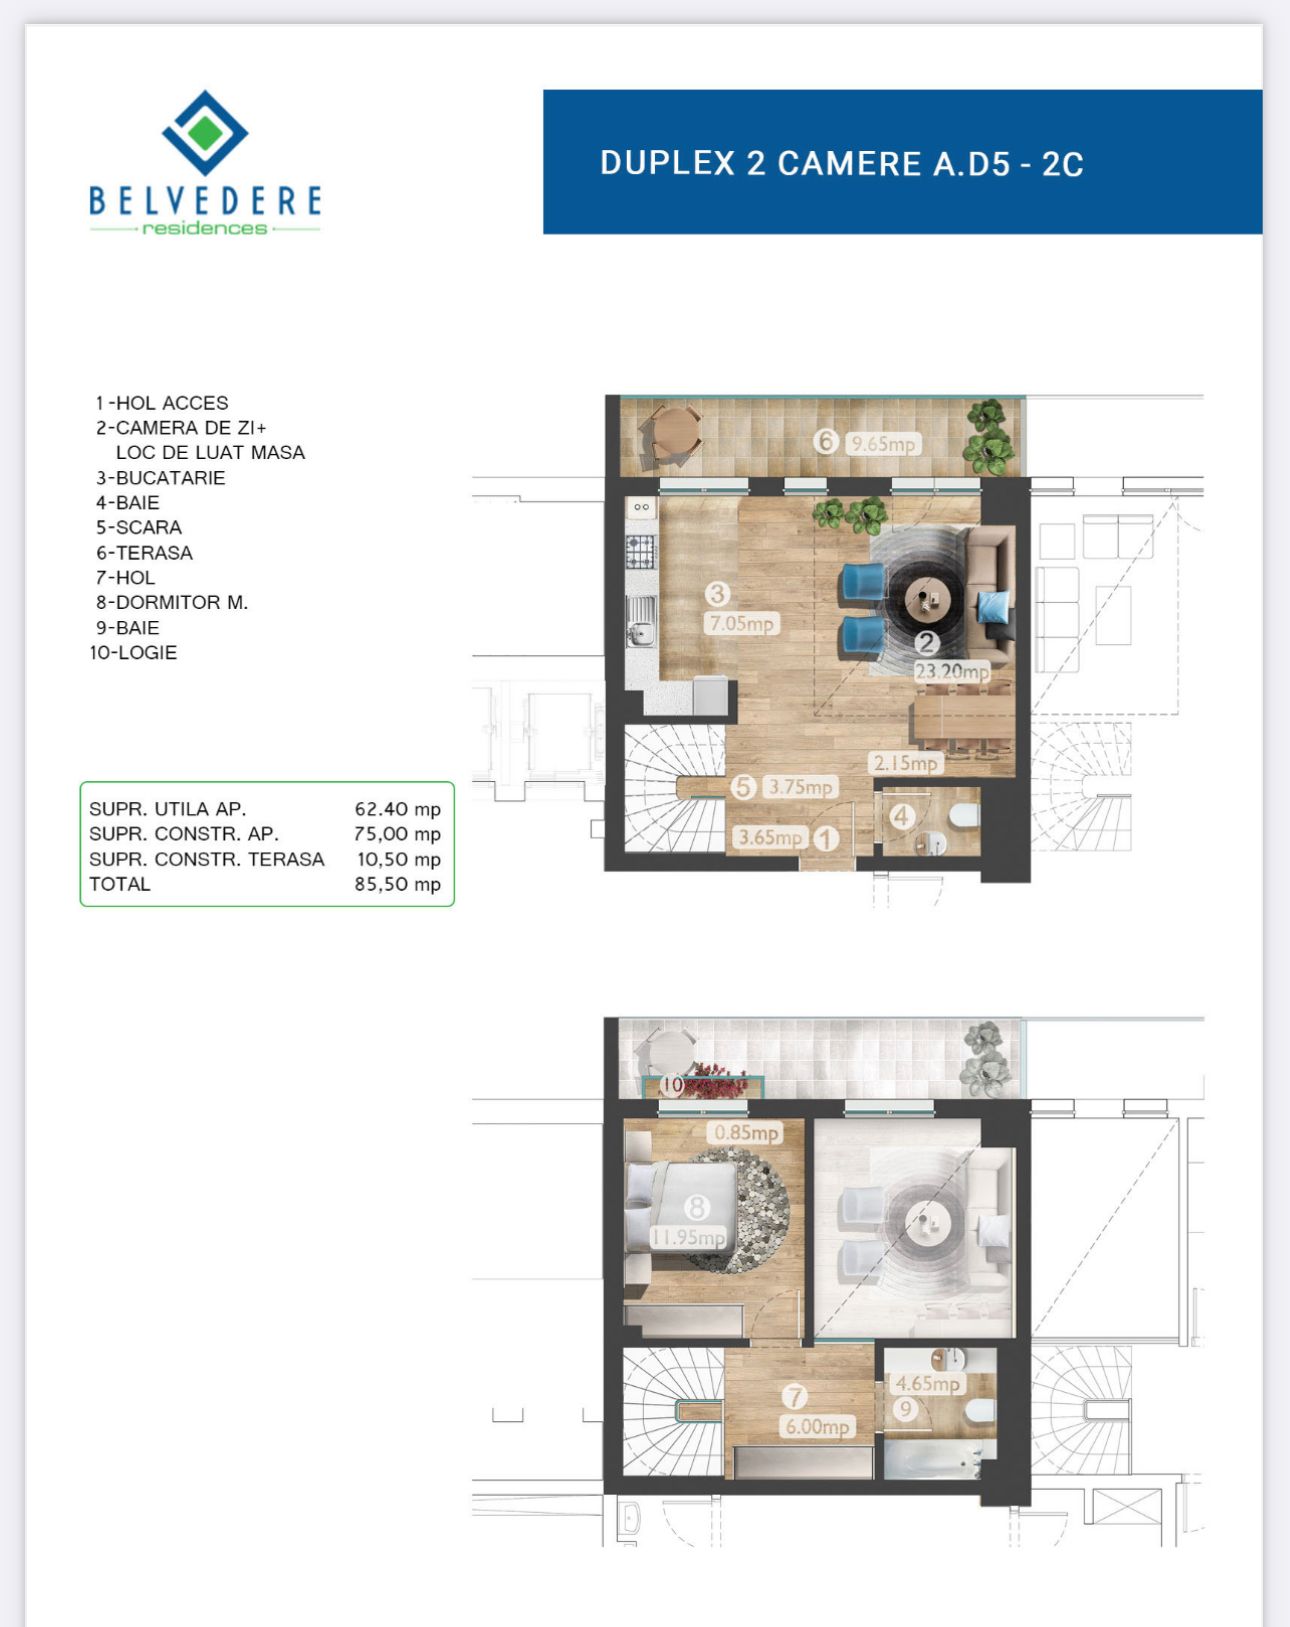 BELVEDERE
residences
DUPLEX 2 CAMERE A.D5 - 2C
1-HOL ACCES
2-CAMERA DE ZI+
LOC DE LUAT MASA
3-BUCATARIE
4-BAIE
5-SCARA
6-TERASA
7-HOL
8-DORMITOR M.
9-BAIE
10-LOGIE
SUPR. UTILA AP. 62.40 mp
SUPR. CONSTR. AP. 75,00 mp
SUPR. CONSTR. TERASA 10,50 mp
TOTAL 85,50 mp
6 9.65mp
3
7.05mp
2
23.20mp
2.15mp
5 3.75mp
4
3.65mp 1
10
0.85mp
8
11.95mp
7
6.00mp
4.65mp
9